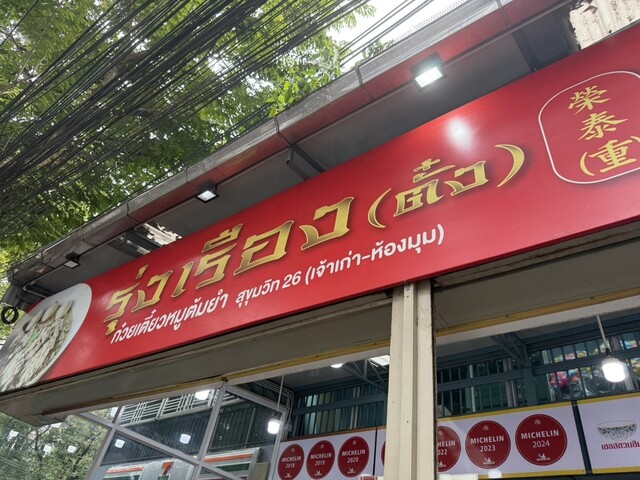 รุ่งเรือง (ตั้ง)
ก๋วยเตี๋ยวหมูต้มยำ สุขุมวิท 26 (เจ้าเก่า-ห้องมุม)
榮泰
(重)
MICHELIN
2018
MICHELIN
2019
MICHELIN
2020
2022
MICHELIN
2023
MICHELIN
2024